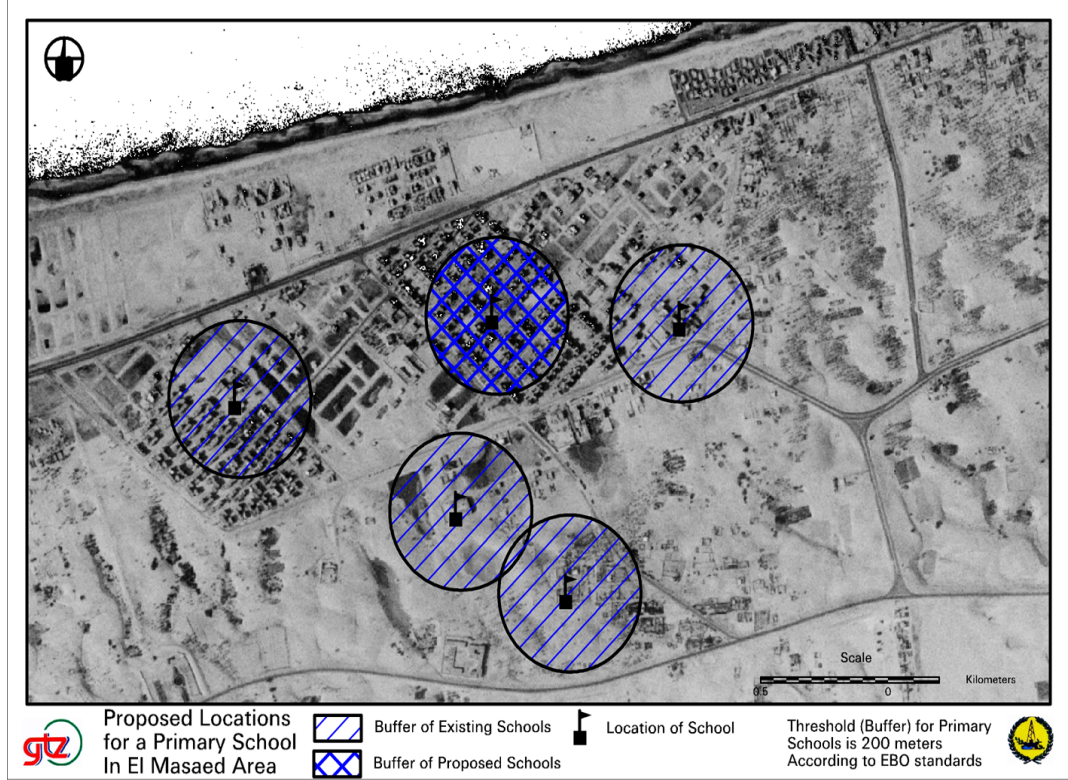 Scale
Kilometers
0.5 0
gtz
Proposed Locations
for a Primary School
In El Masaed Area
Buffer of Existing Schools
Buffer of Proposed Schools
Location of School
Threshold (Buffer) for Primary
Schools is 200 meters
According to EBO standards